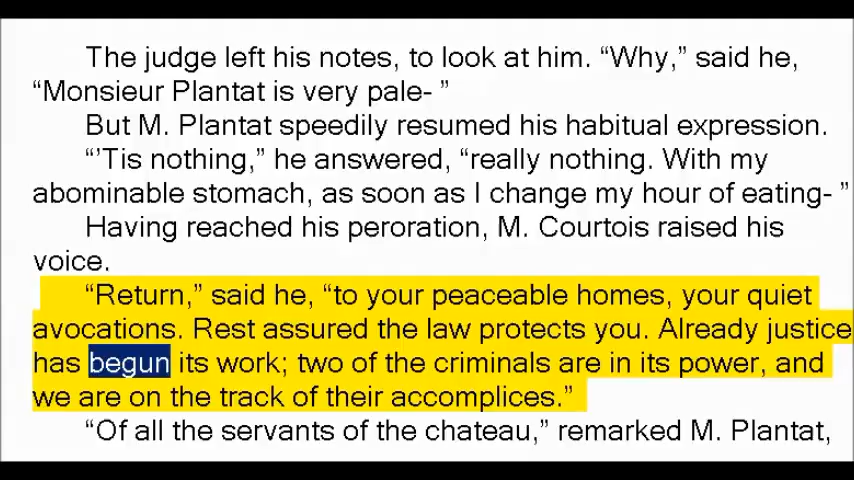 The judge left his notes, to look at him. “Why,” said he,
“Monsieur Plantat is very pale- ”
But M. Plantat speedily resumed his habitual expression.
“’Tis nothing,” he answered, “really nothing. With my
abominable stomach, as soon as I change my hour of eating- ”
Having reached his peroration, M. Courtois raised his
voice.
“Return,” said he, “to your peaceable homes, your quiet
avocations. Rest assured the law protects you. Already justice
has begun its work; two of the criminals are in its power, and
we are on the track of their accomplices.”
“Of all the servants of the chateau,” remarked M. Plantat,